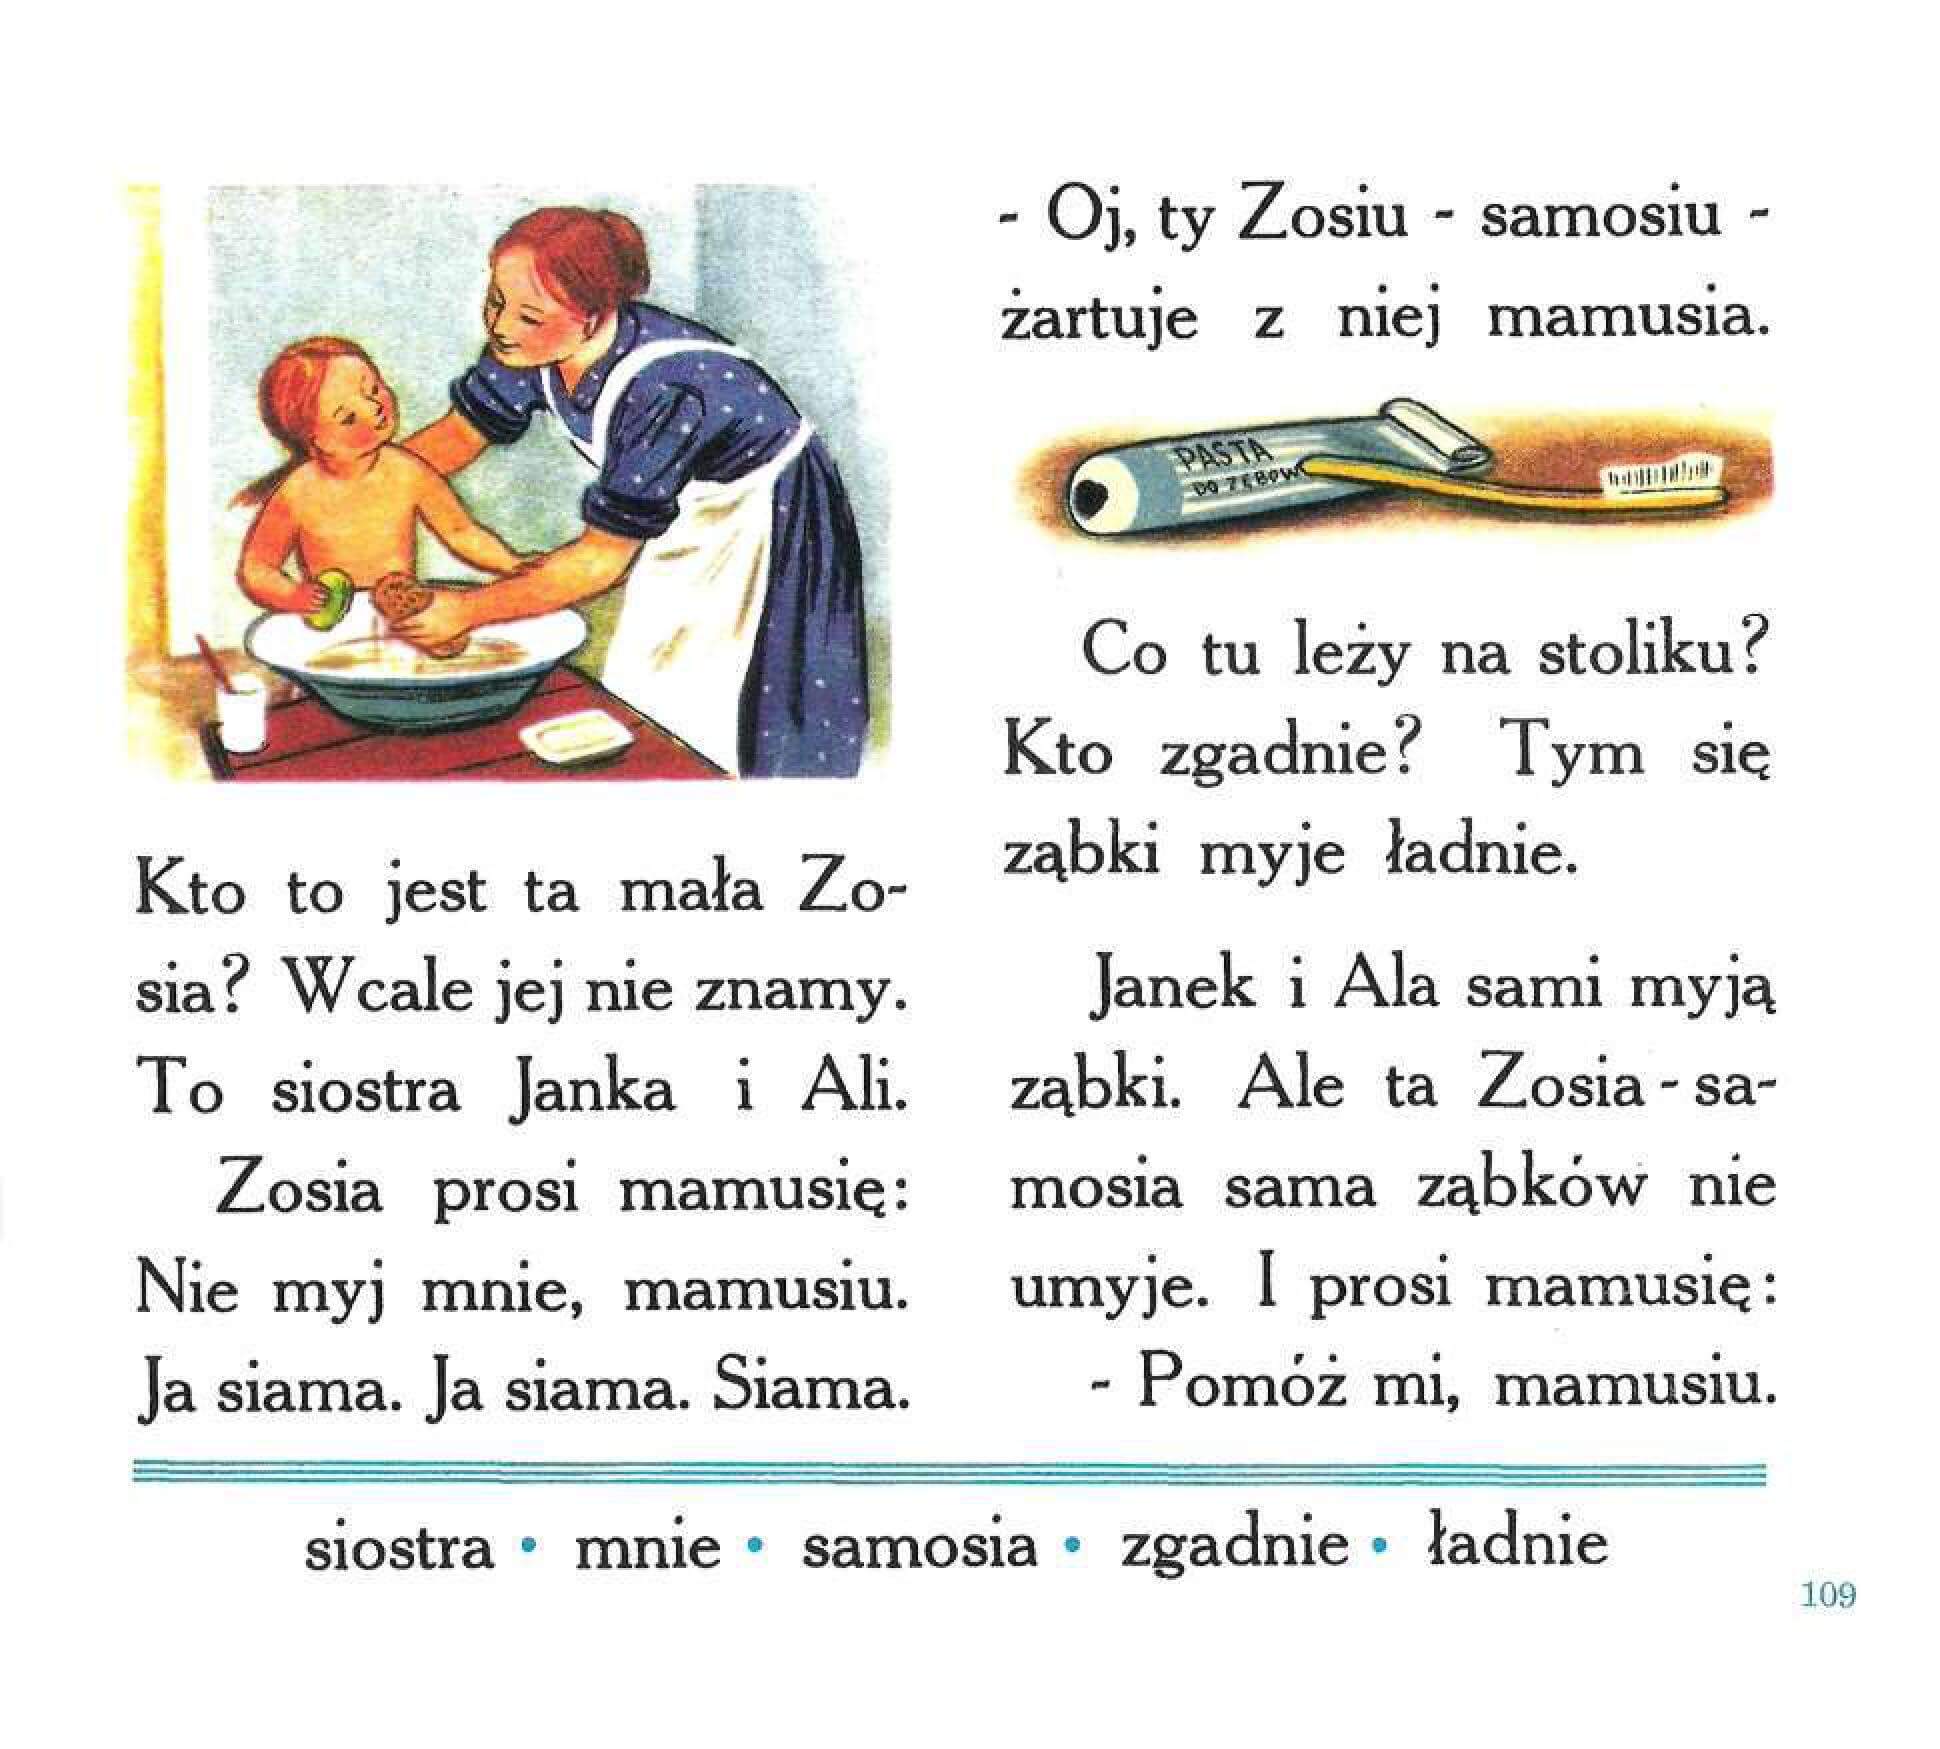 Kto to jest ta mała Zo-
sia? Wcale jej nie znamy.
To siostra Janka i Ali.
Zosia prosi mamusię:
Nie myj mnie, mamusiu.
Ja siama. Ja siama. Siama.
- Oj, ty Zosiu - samosiu -
żartuje z niej mamusia.
PASTA
DO ZĘBÓW
Co tu leży na stoliku?
Kto zgadnie? Tym się
ząbki myje ładnie.
Janek i Ala sami myją
ząbki. Ale ta Zosia - sa-
mosia sama ząbków nie
umyje. I prosi mamusię:
- Pomóż mi, mamusiu.
siostra • mnie • samosia • zgadnie • ładnie
109